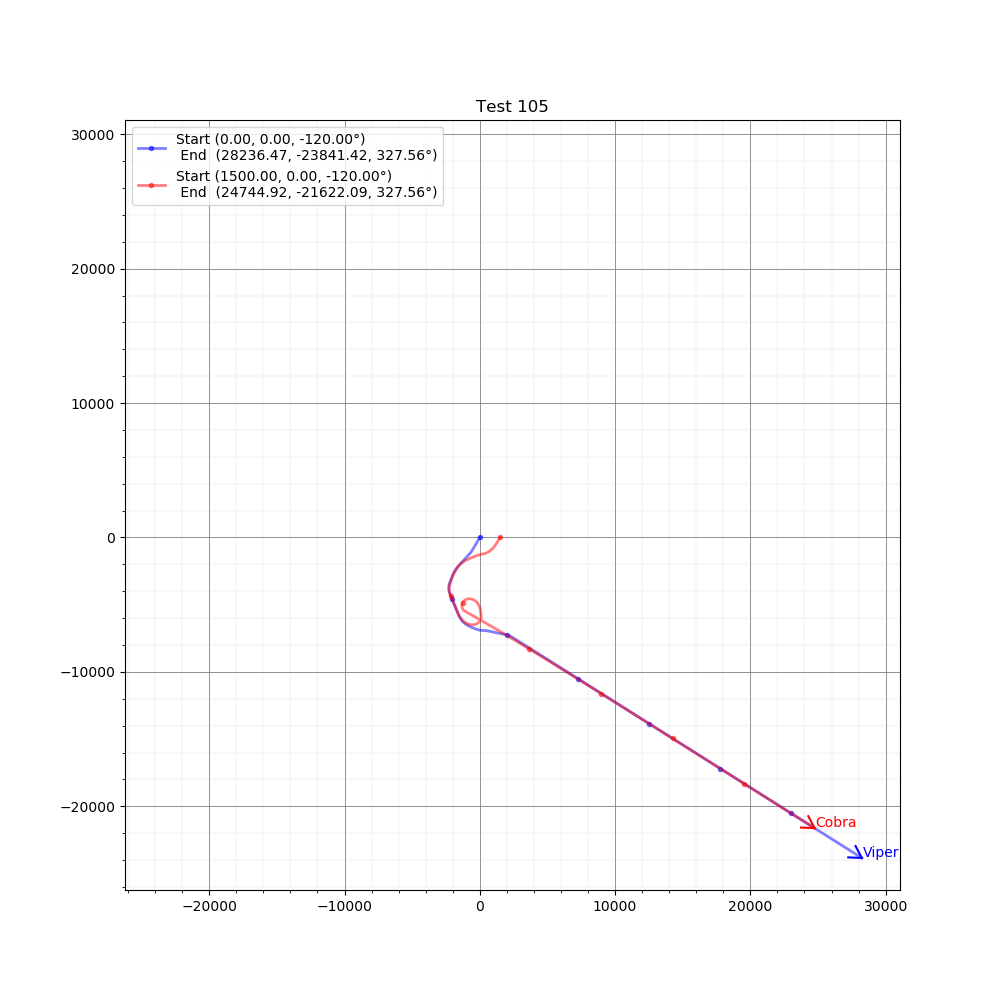 Test 105
Start (0.00, 0.00, -120.00°)
End  (28236.47, -23841.42, 327.56°)
Start (1500.00, 0.00, -120.00°)
End  (24744.92, -21622.09, 327.56°)
30000
20000
10000
0
−10000
−20000
Cobra
Viper
−20000
−10000
0
10000
20000
30000